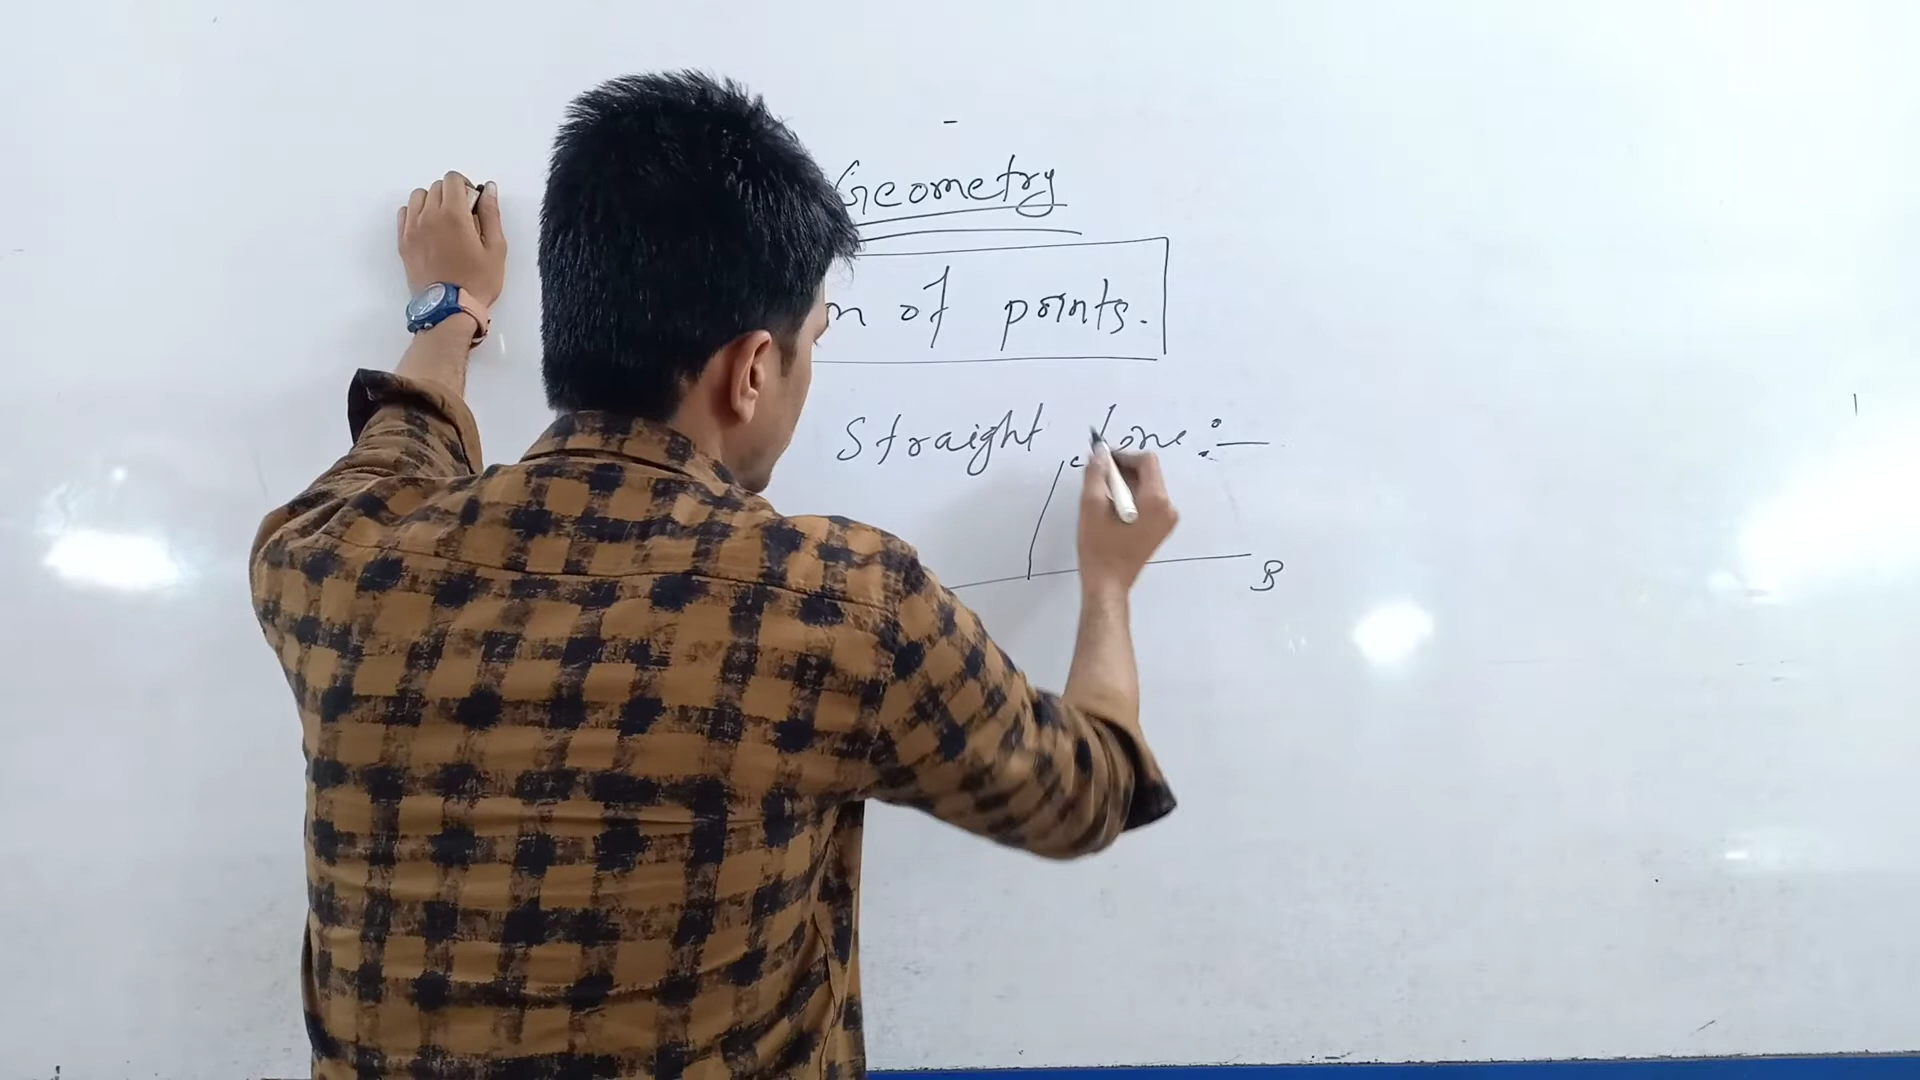 Geometry
of points.
Straight line :-
C
B